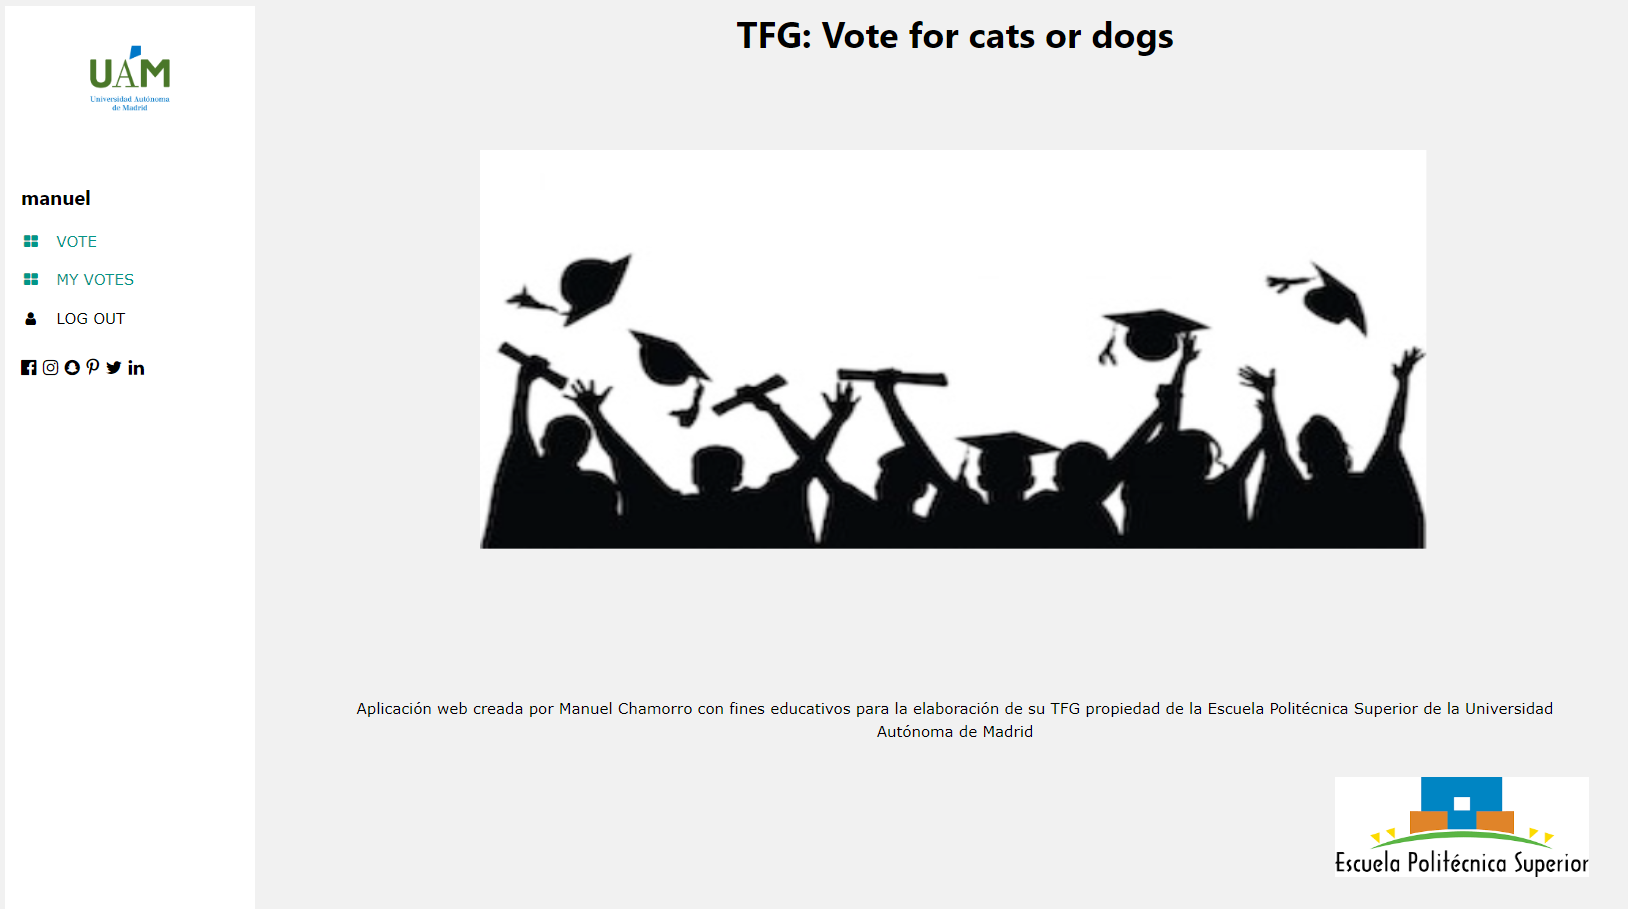 UAM
Universidad Autónoma
de Madrid
manuel
VOTE
MY VOTES
LOG OUT
TFG: Vote for cats or dogs
Aplicación web creada por Manuel Chamorro con fines educativos para la elaboración de su TFG propiedad de la Escuela Politécnica Superior de la Universidad
Autónoma de Madrid
Escuela Politécnica Superior